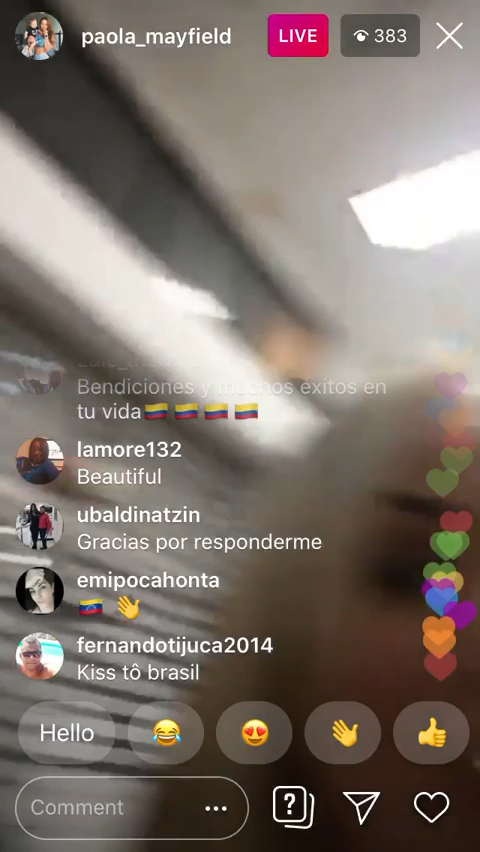 paola_mayfield LIVE 383
Bendiciones y muchos exitos en
tu vida🇨🇴 🇨🇴 🇨🇴 🇨🇴
lamore132
Beautiful
ubaldinatzin
Gracias por responderme
emipocahonta
🇻🇪 👋
fernandotijuca2014
Kiss tô brasil
Hello 😂 😍 👋 👍
Comment ...